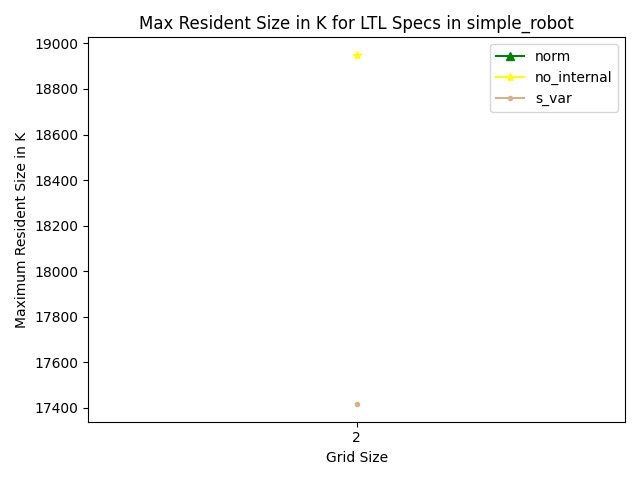 Max Resident Size in K for LTL Specs in simple_robot
norm
no_internal
s_var
19000
18800
18600
18400
18200
18000
17800
17600
17400
Maximum Resident Size in K
2
Grid Size